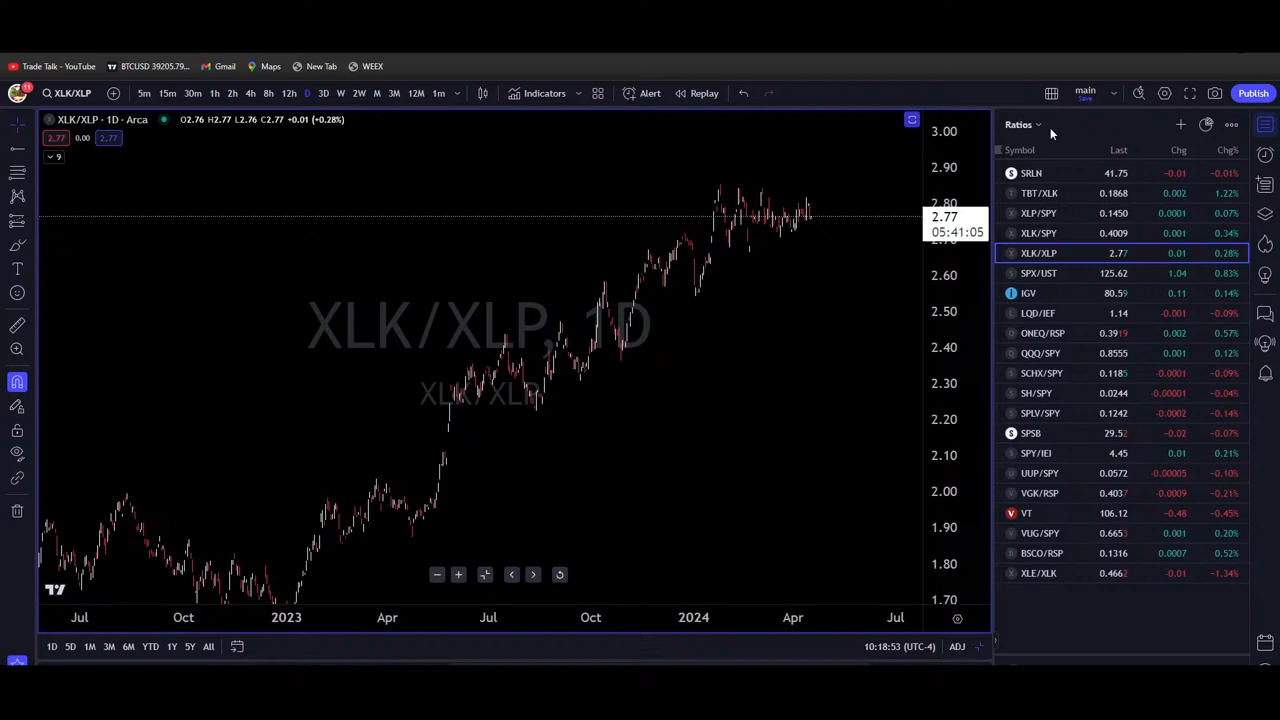 Trade Talk - YouTube BTCUSD 39205.79... Gmail Maps New Tab WEEX
11 XLK/XLP 5m 15m 30m 1h 2h 4h 8h 12h D 3D W 2W M 3M 12M 1m Indicators Alert Replay main Save Publish
XLK/XLP · 1D · Arca O2.76 H2.77 L2.76 C2.77 +0.01 (+0.28%)
2.77 0.00 2.77
9
XLK/XLP, 1D
XLK/XLP
3.00
2.90
2.80
2.77
05:41:05
2.60
2.50
2.40
2.30
2.20
2.10
2.00
1.90
1.80
1.70
Jul Oct 2023 Apr Jul Oct 2024 Apr Jul
1D 5D 1M 3M 6M YTD 1Y 5Y All 10:18:53 (UTC-4) ADJ
Ratios
Symbol Last Chg Chg%
SRLN 41.75 −0.01 −0.01%
TBT/XLK 0.1868 0.002 1.22%
XLP/SPY 0.1450 0.0001 0.07%
XLK/SPY 0.4009 0.001 0.34%
XLK/XLP 2.77 0.01 0.28%
SPX/UST 125.62 1.04 0.83%
IGV 80.59 0.11 0.14%
LQD/IEF 1.14 −0.001 −0.09%
ONEQ/RSP 0.3919 0.002 0.57%
QQQ/SPY 0.8555 0.001 0.12%
SCHX/SPY 0.1185 −0.0001 −0.09%
SH/SPY 0.0244 −0.00001 −0.04%
SPLV/SPY 0.1242 −0.0002 −0.14%
SPSB 29.52 −0.02 −0.07%
SPY/IEI 4.45 0.01 0.21%
UUP/SPY 0.0572 −0.00005 −0.10%
VGK/RSP 0.4037 −0.0009 −0.21%
VT 106.12 −0.48 −0.45%
VUG/SPY 0.6653 0.001 0.20%
BSCO/RSP 0.1316 0.0007 0.52%
XLE/XLK 0.4662 −0.01 −1.34%